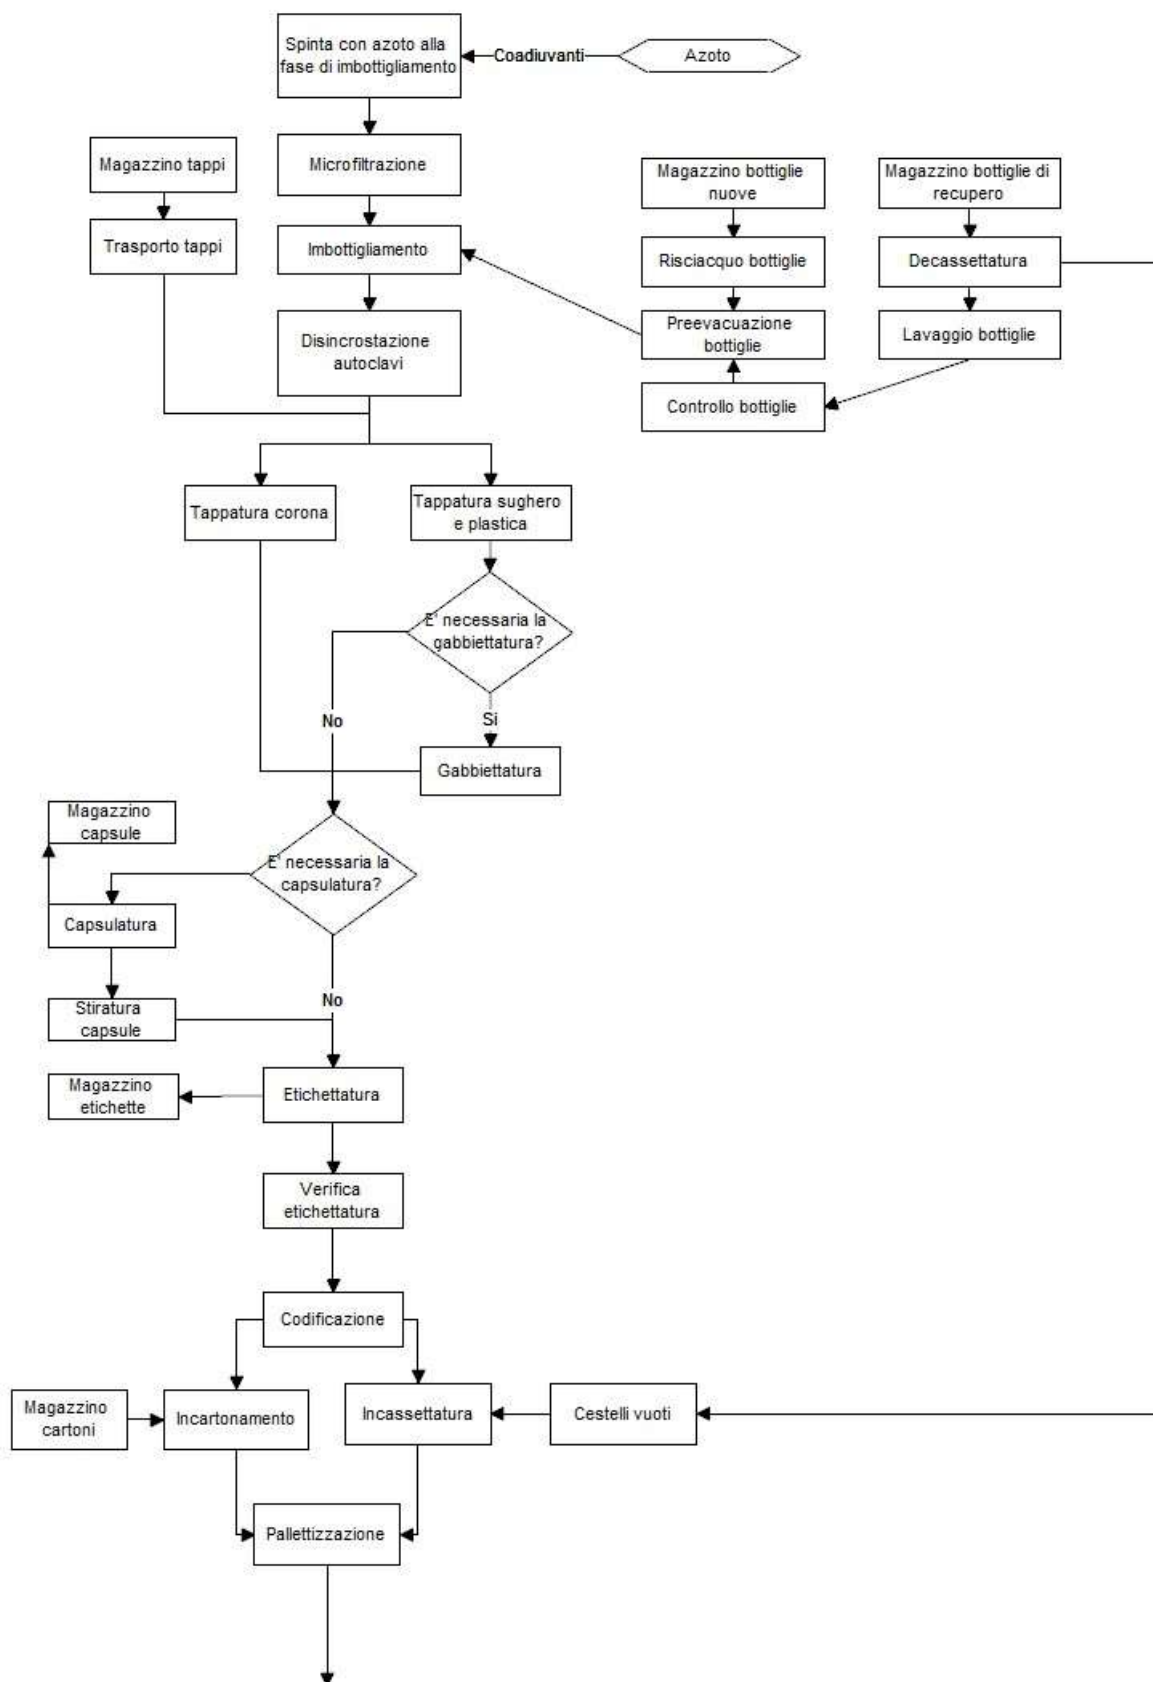 Spinta con azoto alla
fase di imbottigliamento
Coadiuvanti
Azoto
Magazzino tappi
Microfiltrazione
Magazzino bottiglie
nuove
Magazzino bottiglie di
recupero
Trasporto tappi
Imbottigliamento
Risciacquo bottiglie
Decassettatura
Disincrostazione
autoclavi
Preevacuazione
bottiglie
Lavaggio bottiglie
Controllo bottiglie
Tappatura corona
Tappatura sughero
e plastica
E' necessaria la
gabbiettatura?
No
Si
Gabbiettatura
Magazzino
capsule
E' necessaria la
capsulatura?
Capsulatura
No
Stiratura
capsule
Magazzino
etichette
Etichettatura
Verifica
etichettatura
Codificazione
Magazzino
cartoni
Incartonamento
Incassettatura
Cestelli vuoti
Pallettizzazione